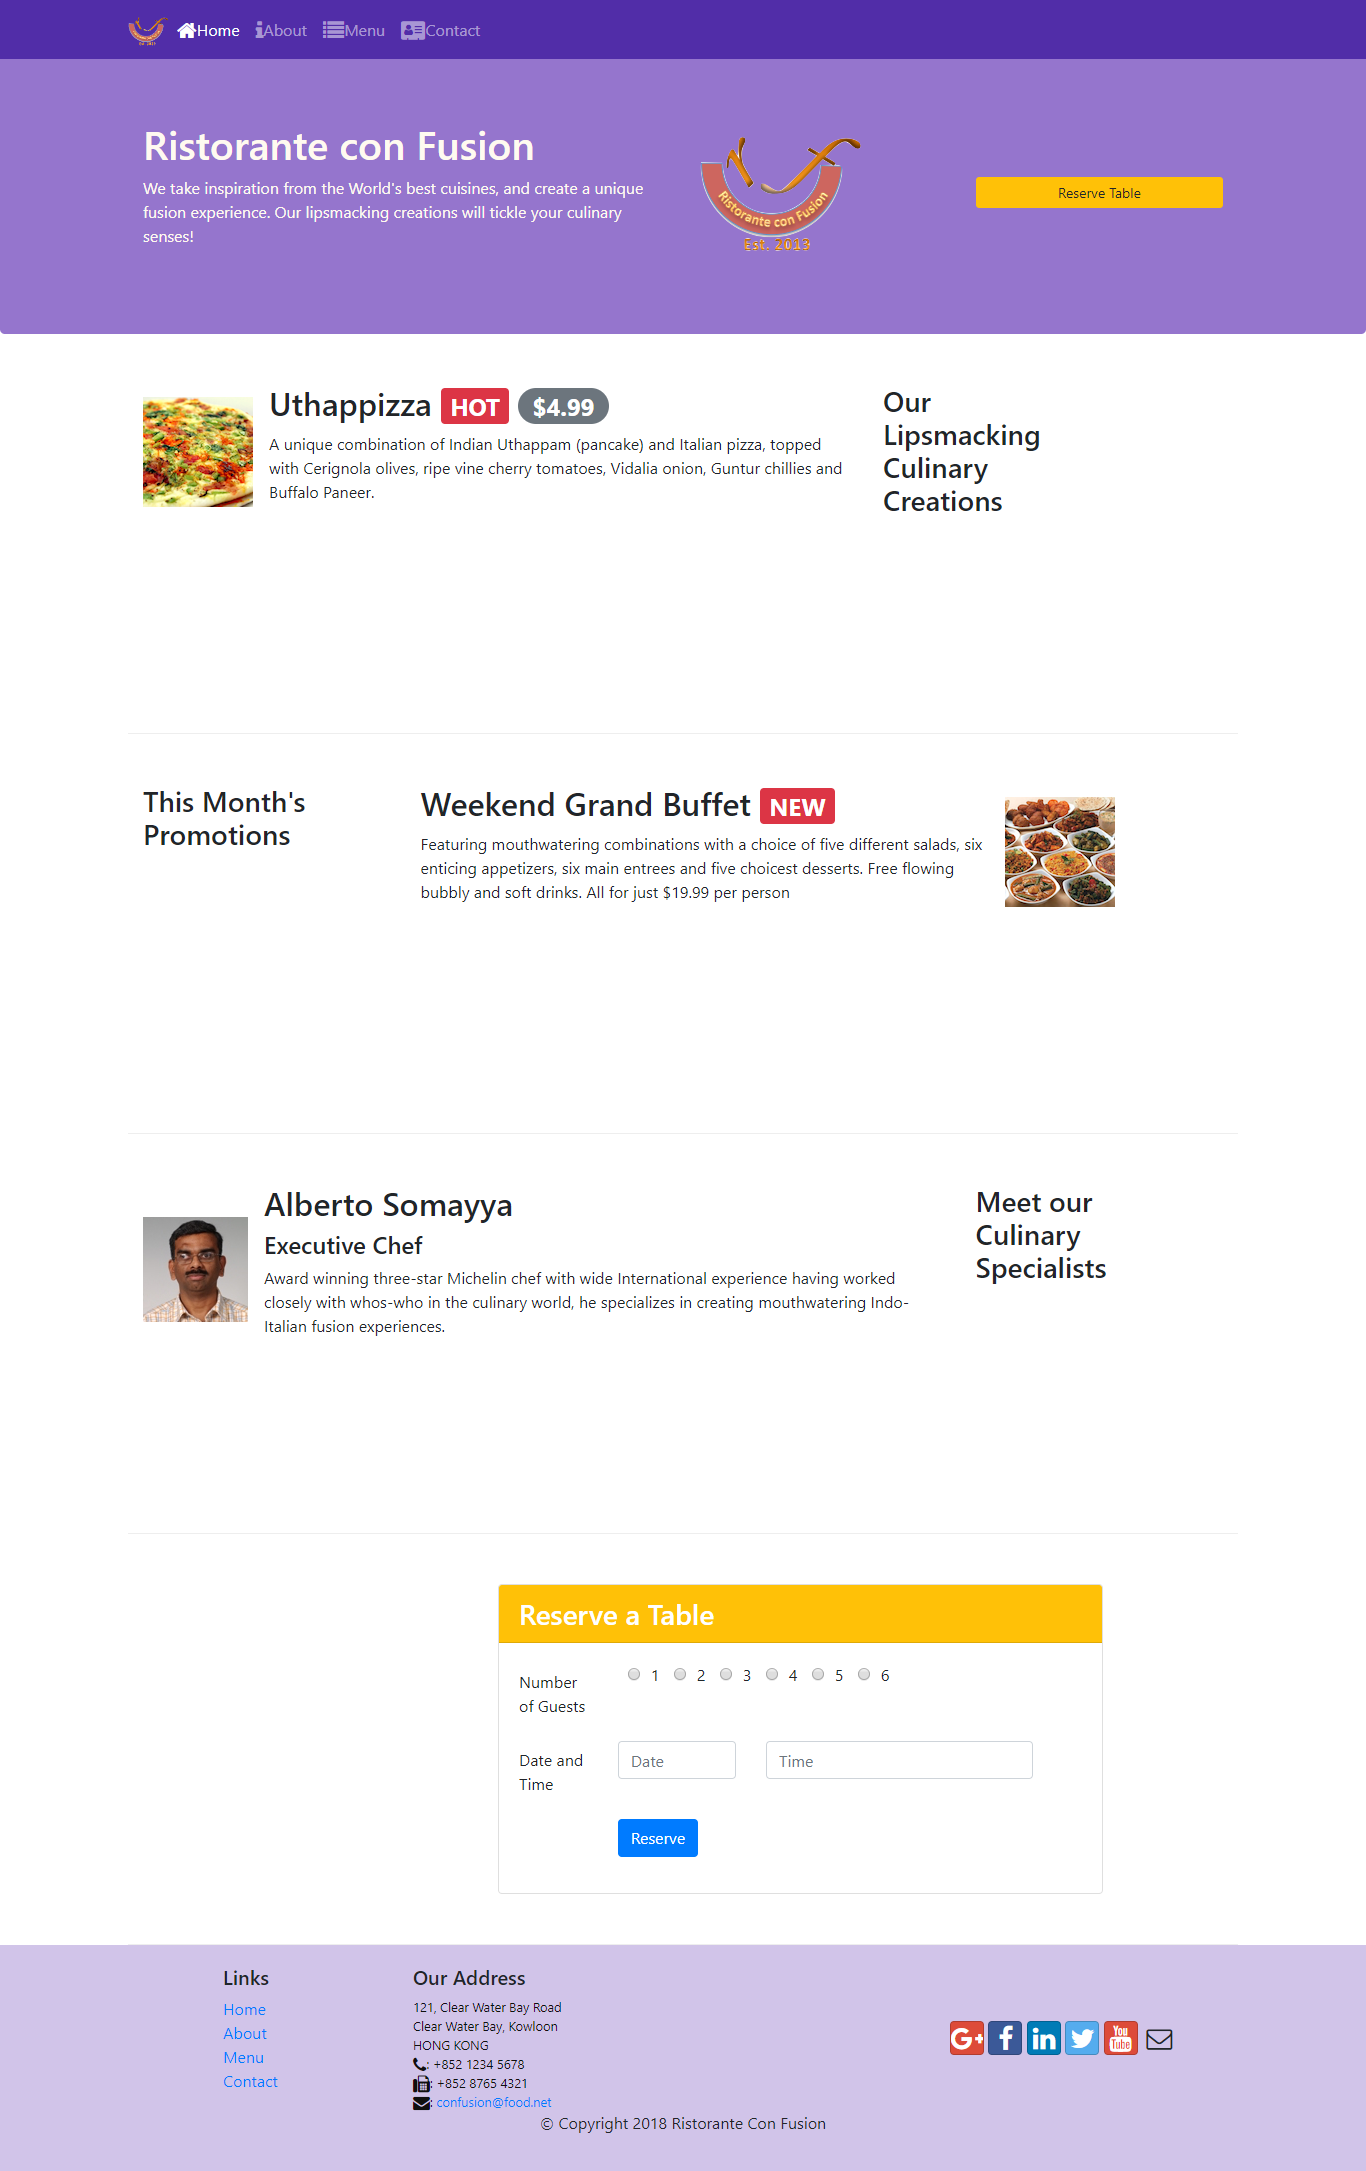 Home About Menu Contact
Ristorante con Fusion
We take inspiration from the World's best cuisines, and create a unique
fusion experience. Our lipsmacking creations will tickle your culinary
senses!
Ristorante con Fusion
Est. 2013
Reserve Table
Uthappizza HOT $4.99
A unique combination of Indian Uthappam (pancake) and Italian pizza, topped
with Cerignola olives, ripe vine cherry tomatoes, Vidalia onion, Guntur chillies and
Buffalo Paneer.
Our
Lipsmacking
Culinary
Creations
This Month's
Promotions
Weekend Grand Buffet NEW
Featuring mouthwatering combinations with a choice of five different salads, six
enticing appetizers, six main entrees and five choicest desserts. Free flowing
bubbly and soft drinks. All for just $19.99 per person
Alberto Somayya
Executive Chef
Award winning three-star Michelin chef with wide International experience having worked
closely with whos-who in the culinary world, he specializes in creating mouthwatering Indo-
Italian fusion experiences.
Meet our
Culinary
Specialists
Reserve a Table
Number
of Guests
1 2 3 4 5 6
Date and
Time
Date
Time
Reserve
Links
Home
About
Menu
Contact
Our Address
121, Clear Water Bay Road
Clear Water Bay, Kowloon
HONG KONG
: +852 1234 5678
: +852 8765 4321
: confusion@food.net
G+ f in You Tube
© Copyright 2018 Ristorante Con Fusion